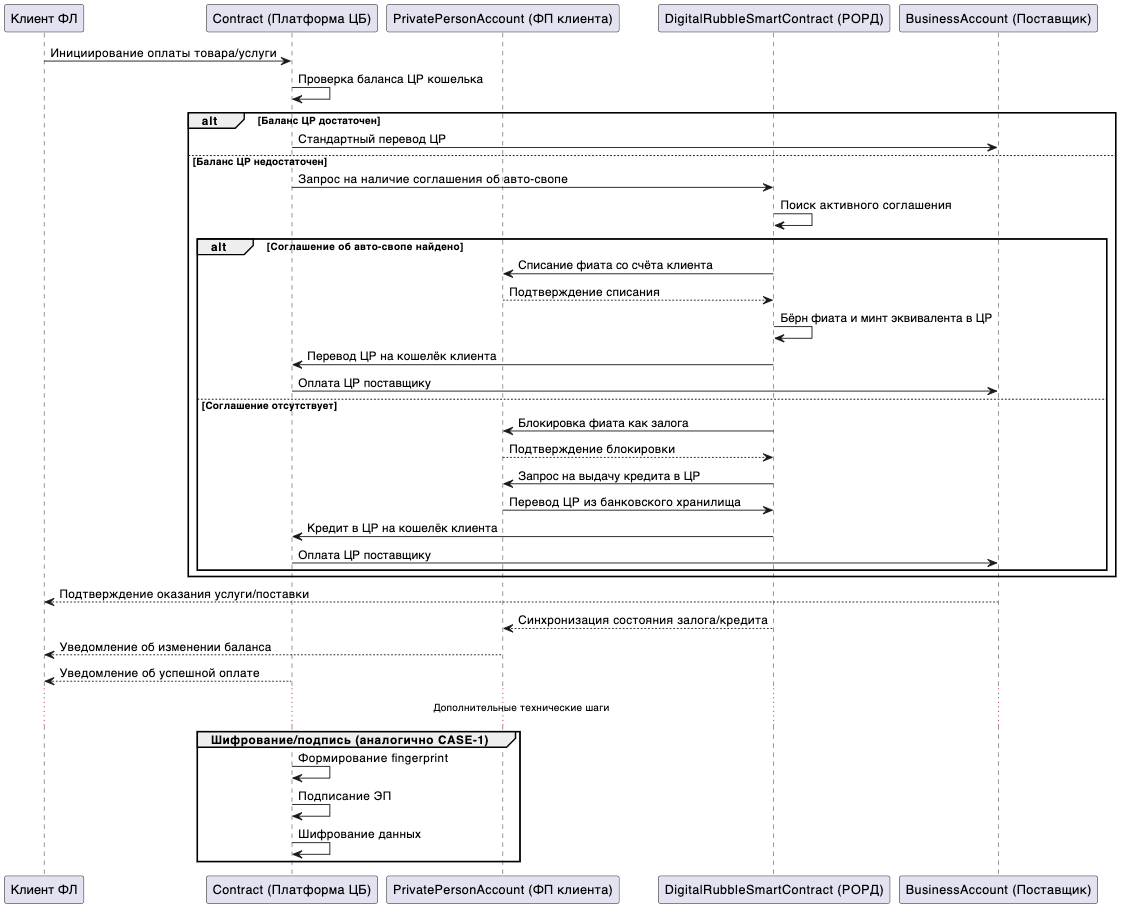 Клиент ФЛ
Contract (Платформа ЦБ)
PrivatePersonAccount (ФП клиента)
DigitalRubbleSmartContract (РОРД)
BusinessAccount (Поставщик)
Инициирование оплаты товара/услуги
Проверка баланса ЦР кошелька
alt
[Баланс ЦР достаточен]
Стандартный перевод ЦР
[Баланс ЦР недостаточен]
Запрос на наличие соглашения об авто-свопе
Поиск активного соглашения
alt
[Соглашение об авто-свопе найдено]
Списание фиата со счёта клиента
Подтверждение списания
Бёрн фиата и минт эквивалента в ЦР
Перевод ЦР на кошелёк клиента
Оплата ЦР поставщику
[Соглашение отсутствует]
Блокировка фиата как залога
Подтверждение блокировки
Запрос на выдачу кредита в ЦР
Перевод ЦР из банковского хранилища
Кредит в ЦР на кошелёк клиента
Оплата ЦР поставщику
Подтверждение оказания услуги/поставки
Синхронизация состояния залога/кредита
Уведомление об изменении баланса
Уведомление об успешной оплате
Дополнительные технические шаги
Шифрование/подпись (аналогично CASE-1)
Формирование fingerprint
Подписание ЭП
Шифрование данных
Клиент ФЛ
Contract (Платформа ЦБ)
PrivatePersonAccount (ФП клиента)
DigitalRubbleSmartContract (РОРД)
BusinessAccount (Поставщик)